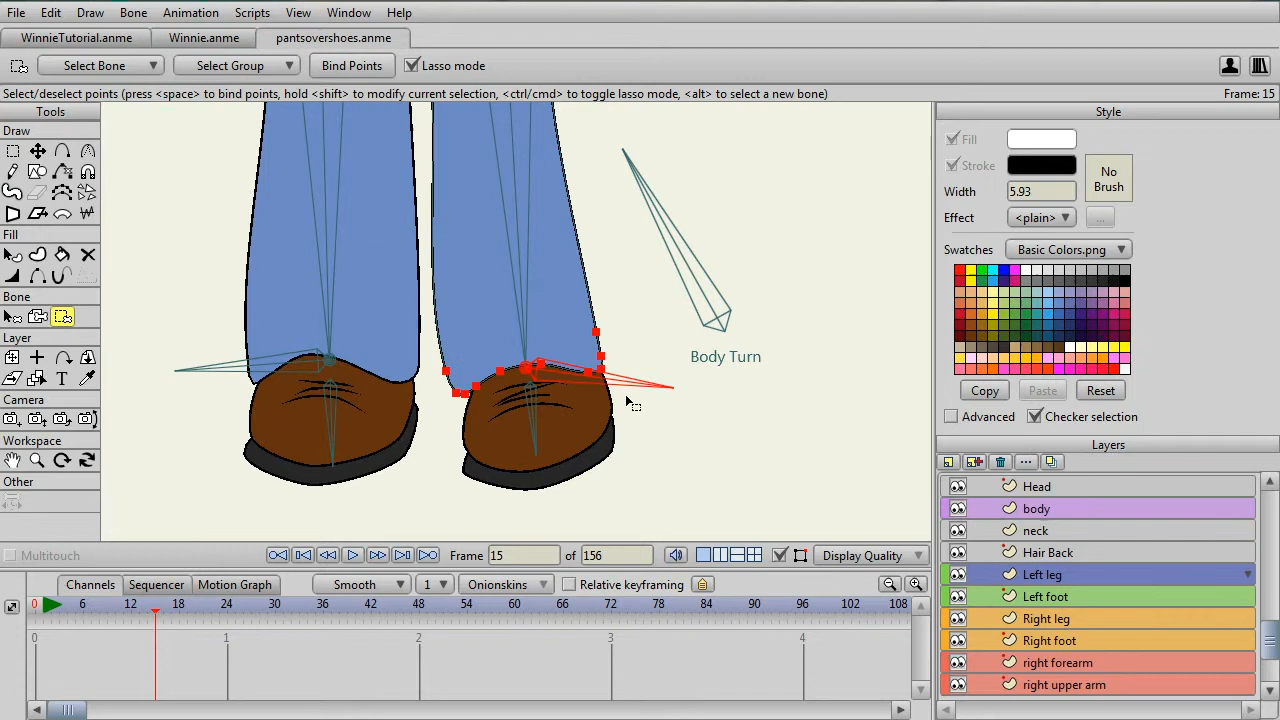 File Edit Draw Bone Animation Scripts View Window Help
WinnieTutorial.anme Winnie.anme pantsovershoes.anme
Select Bone Select Group Bind Points Lasso mode
Select/deselect points (press <space> to bind points, hold <shift> to modify current selection, <ctrl/cmd> to toggle lasso mode, <alt> to select a new bone) Frame: 15
Tools
Draw
T
Fill
Bone
Layer
T
Camera
Workspace
Other
Body Turn
Style
Fill
Stroke
No
Brush
Width 5.93
Effect <plain> ...
Swatches Basic Colors.png
Copy Paste Reset
Advanced Checker selection
Layers
Head
body
neck
Hair Back
Left leg
Left foot
Right leg
Right foot
right forearm
right upper arm
Multitouch Frame 15 of 156 Display Quality
Channels Sequencer Motion Graph Smooth 1 Onionskins Relative keyframing
0 6 12 18 24 30 36 42 48 54 60 66 72 78 84 90 96 102 108
0 1 2 3 4